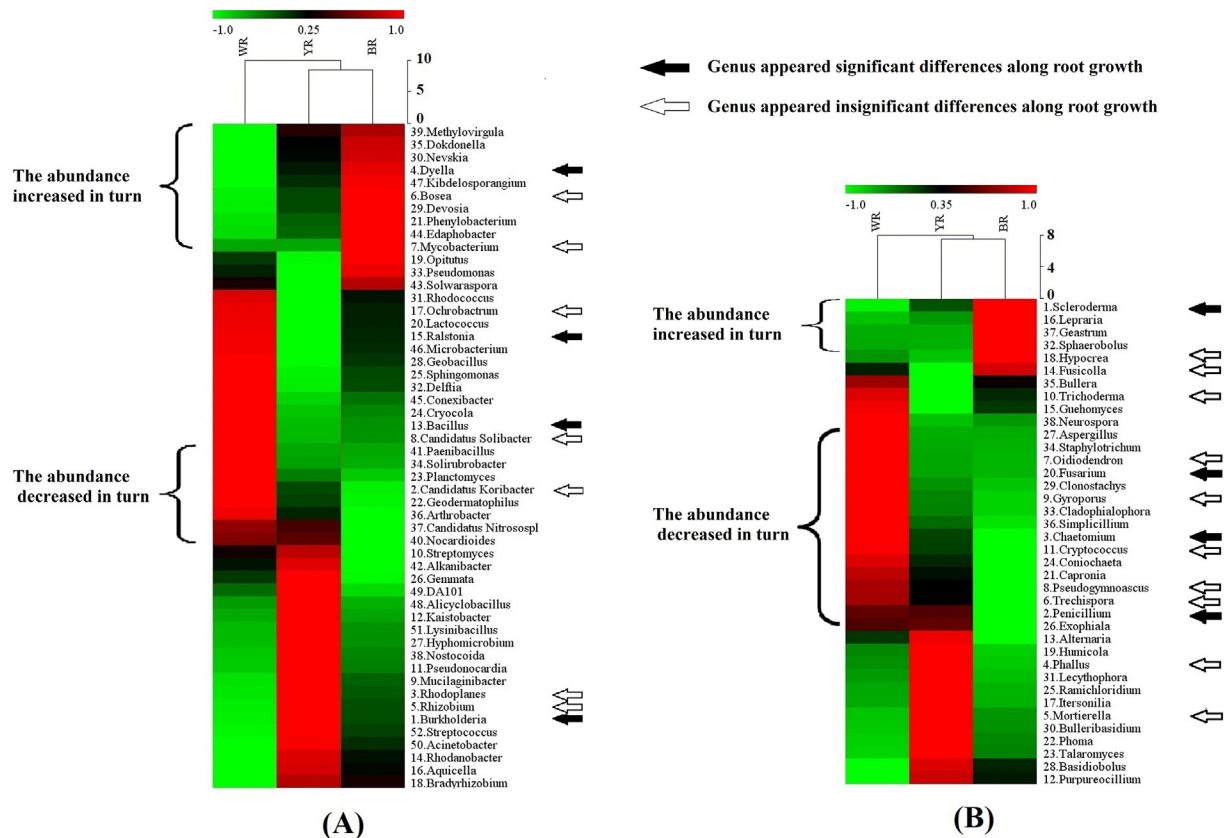 -1.0 0.25 1.0
WR YR BR
10
5
0
39.Methylovirgula
35.Dokdonella
30.Nevskia
4.Dyella
47.Kibdelosporangium
6.Bosea
29.Devosia
21.Phenylobacterium
44.Edaphobacter
7.Mycobacterium
19.Opitutus
33.Pseudomonas
43.Solwaraspora
31.Rhodococcus
17.Ochrobactrum
20.Lactococcus
15.Ralstonia
46.Microbacterium
28.Geobacillus
25.Sphingomonas
32.Delftia
45.Conexibacter
24.Cryocola
13.Bacillus
8.Candidatus Solibacter
41.Paenibacillus
34.Solirubrobacter
23.Planctomyces
2.Candidatus Koribacter
22.Geodermatophilus
36.Arthrobacter
37.Candidatus Nitrosospl
40.Nocardioides
10.Streptomyces
42.Alkanibacter
26.Gemmata
49.DA101
48.Alicyclobacillus
12.Kaistobacter
51.Lysinibacillus
27.Hyphomicrobium
38.Nostocoida
11.Pseudonocardia
9.Mucilaginibacter
3.Rhodoplanes
5.Rhizobium
1.Burkholderia
52.Streptococcus
50.Acinetobacter
14.Rhodanobacter
16.Aquicella
18.Bradyrhizobium
The abundance
increased in turn
The abundance
decreased in turn
(A)
Genus appeared significant differences along root growth
Genus appeared insignificant differences along root growth
-1.0 0.35 1.0
WR YR BR
8
4
0
1.Scleroderma
16.Lepraria
37.Geastrum
32.Sphaerobolus
18.Hypocrea
14.Fusicolla
35.Bullera
10.Trichoderma
15.Guehomyces
38.Neurospora
27.Aspergillus
34.Staphylotrichum
7.Oidiodendron
20.Fusarium
29.Clonostachys
9.Gyroporus
33.Cladophialophora
36.Simplicillium
3.Chaetomium
11.Cryptococcus
24.Coniochaeta
21.Capronia
8.Pseudogymnoascus
6.Trechispora
2.Penicillium
26.Exophiala
13.Alternaria
19.Humicola
4.Phallus
31.Lecythophora
25.Ramichloridium
17.Itersonilia
5.Mortierella
30.Bulleribasidium
22.Phoma
23.Talaromyces
28.Basidiobolus
12.Purpureocillium
The abundance
increased in turn
The abundance
decreased in turn
(B)